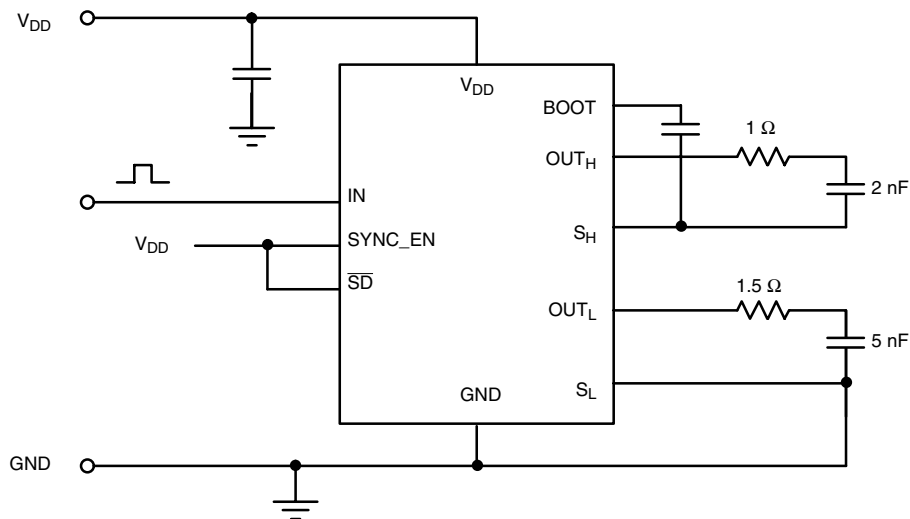 VDD
VDD
BOOT
1 Ω
OUTH
2 nF
IN
SH
VDD
SYNC_EN
SD
1.5 Ω
OUTL
5 nF
GND
SL
GND